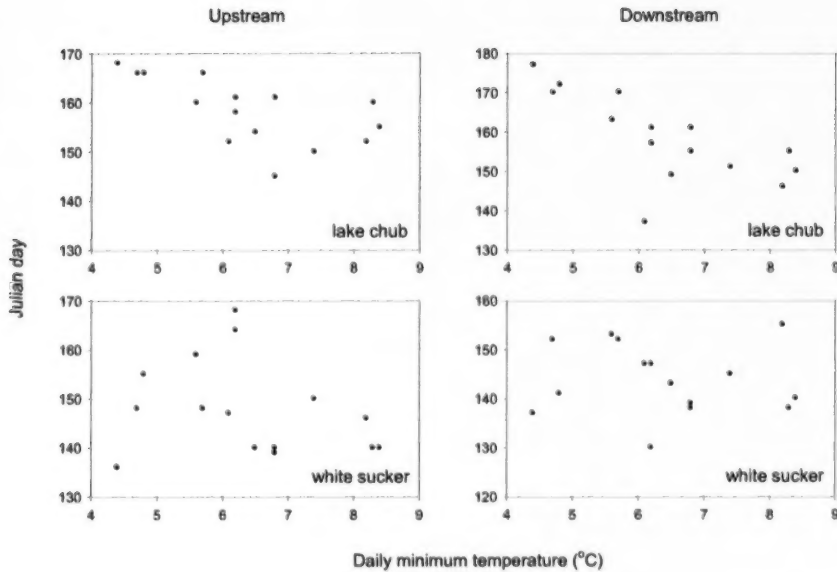 Upstream Downstream
170 180
160 170
160
150 150
140 140
lake chub lake chub
130 130
4 5 6 7 8 9 4 5 6 7 8 9
Julian day
170 160
160 150
150 140
140 130
white sucker white sucker
130 120
4 5 6 7 8 9 4 5 6 7 8 9
Daily minimum temperature (°C)